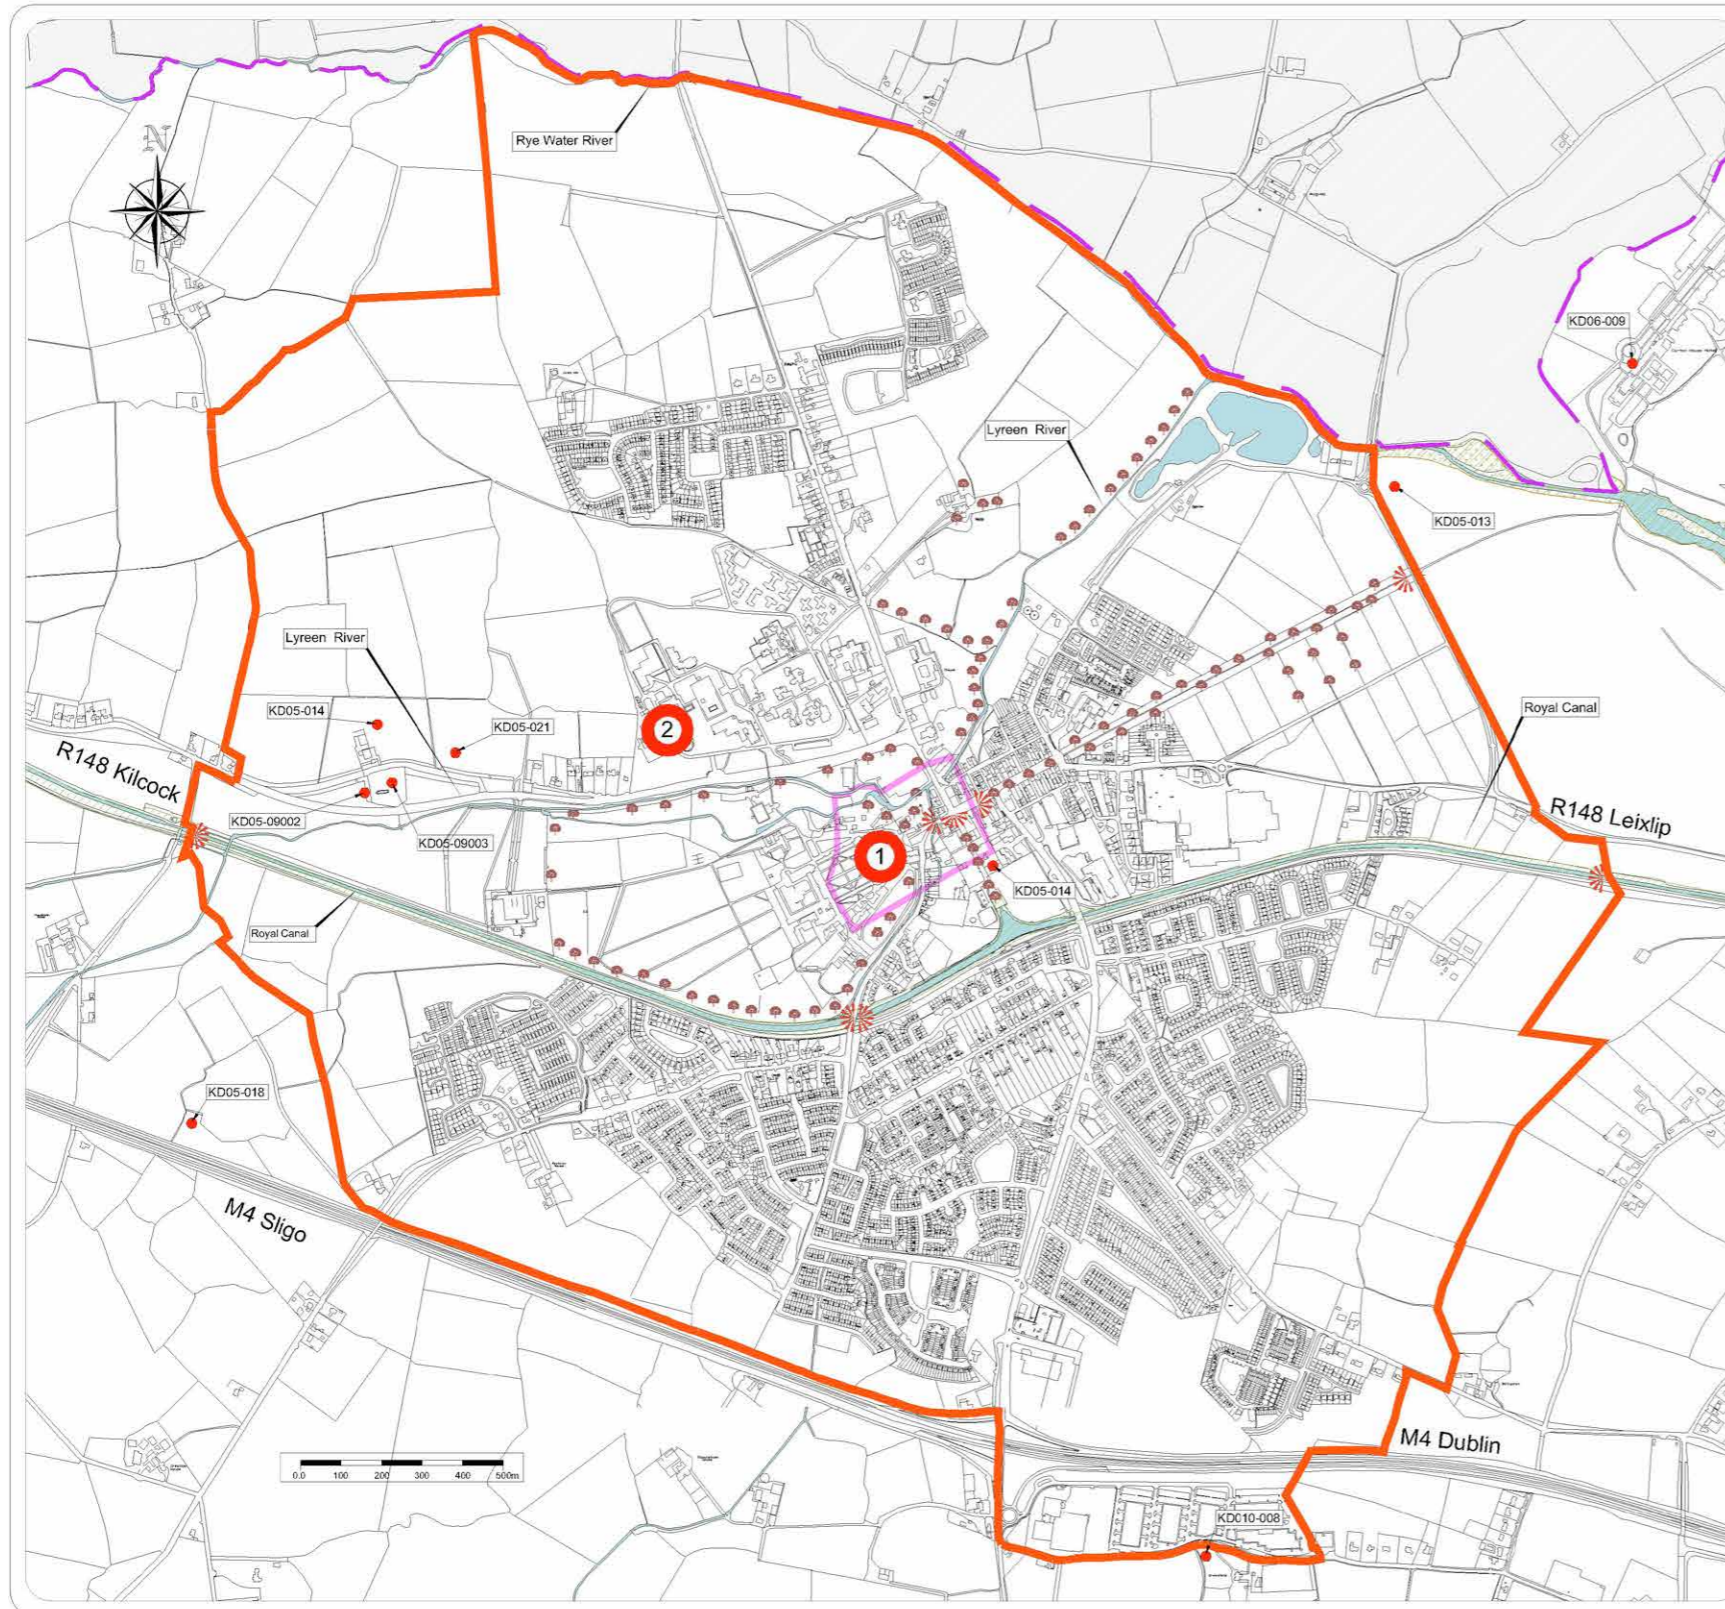 N
Rye Water River
KD06-009
Lyreen River
KD05-013
Lyreen River
KD05-014
KD05-021
2
Royal Canal
R148 Kilcock
R148 Leixlip
KD05-09002
KD05-09003
1
KD05-014
Royal Canal
KD05-018
M4 Sligo
M4 Dublin
0.0 100 200 300 400 500m
KD010-008